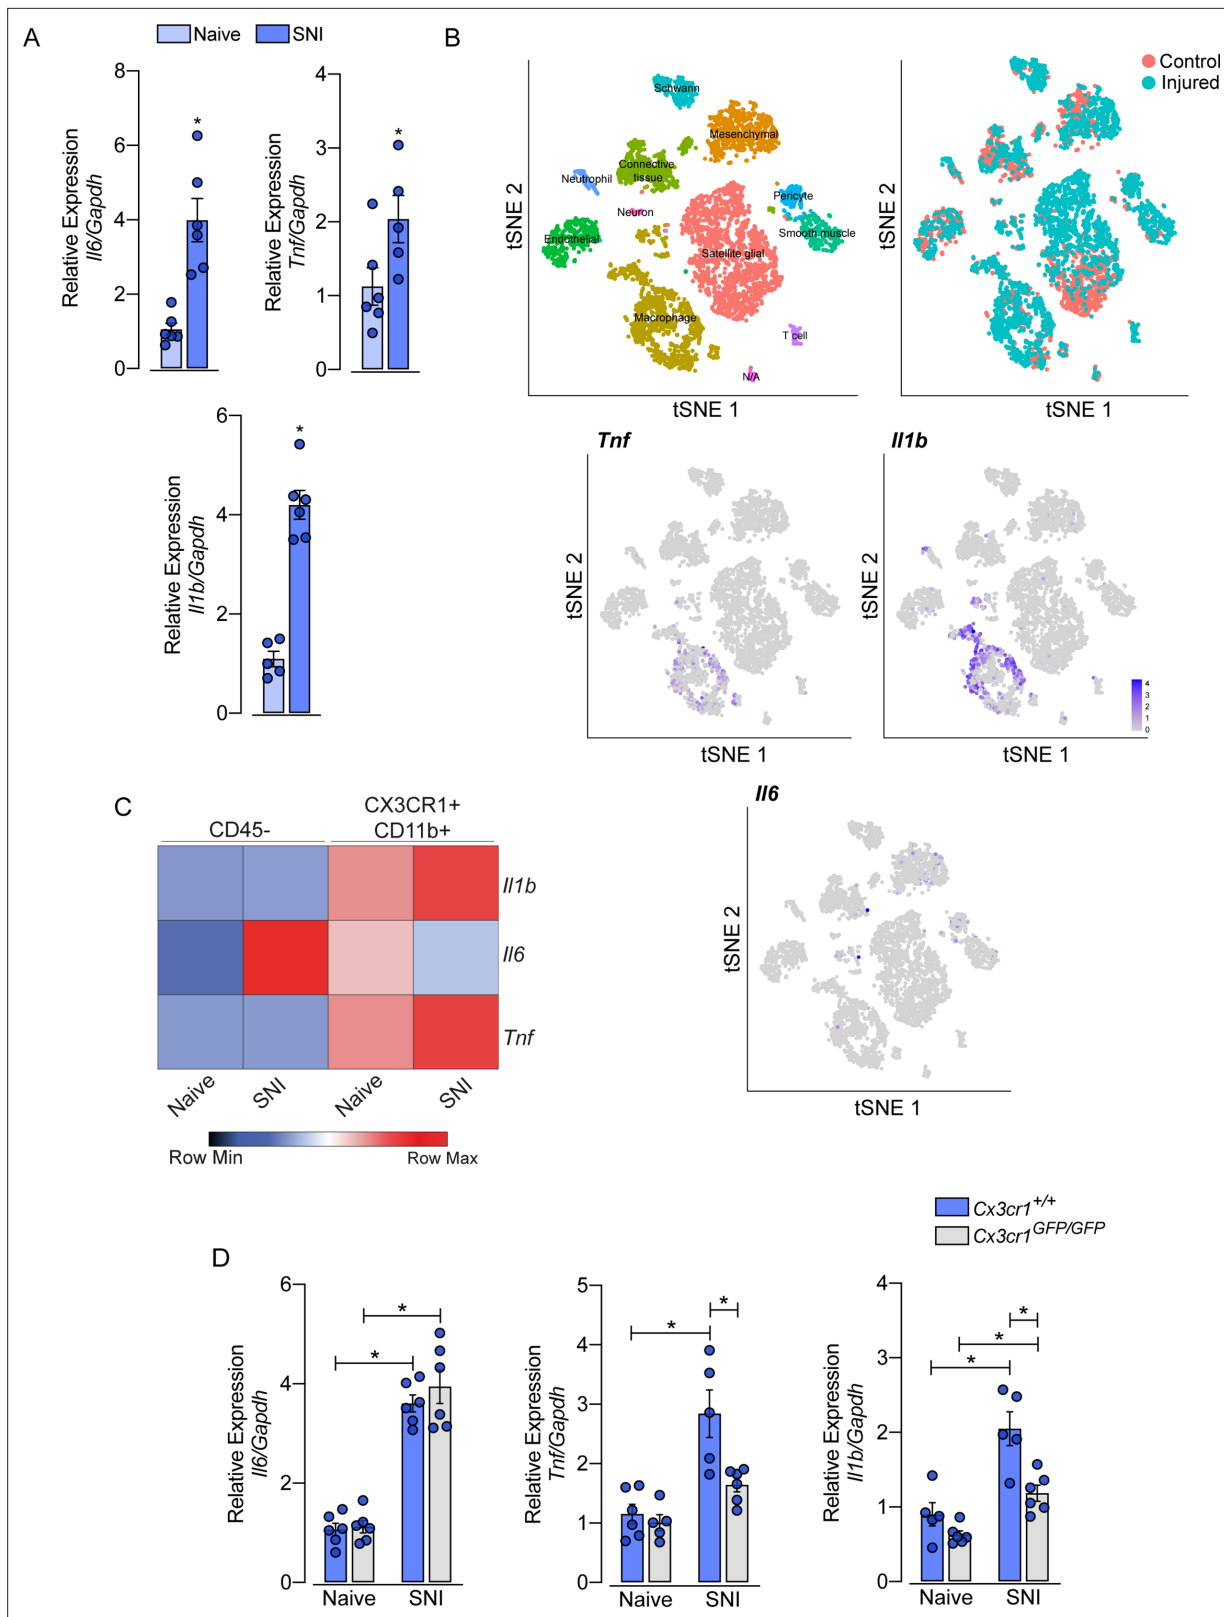 A
Naive
SNI
8
6
4
2
0
Relative Expression
Il6/Gapdh
*
4
3
2
1
0
Relative Expression
Tnf/Gapdh
*
6
4
2
0
Relative Expression
Il1b/Gapdh
*
B
Control
Injured
Schwann
Mesenchymal
Connective
tissue
Neutrophil
Pericyte
Neuron
Endothelial
Smooth muscle
Satellite glial
Macrophage
T cell
N/A
tSNE 2
tSNE 1
tSNE 2
tSNE 1
Tnf
tSNE 2
tSNE 1
Il1b
tSNE 2
tSNE 1
4
3
2
1
0
Il6
tSNE 2
tSNE 1
C
CD45-
CX3CR1+
CD11b+
Il1b
Il6
Tnf
Naive
SNI
Naive
SNI
Row Min
Row Max
Cx3cr1+/+
Cx3cr1GFP/GFP
D
6
4
2
0
Relative Expression
Il6/Gapdh
*
*
Naive
SNI
5
4
3
2
1
0
Relative Expression
Tnf/Gapdh
*
*
Naive
SNI
4
3
2
1
0
Relative Expression
Il1b/Gapdh
*
*
*
Naive
SNI